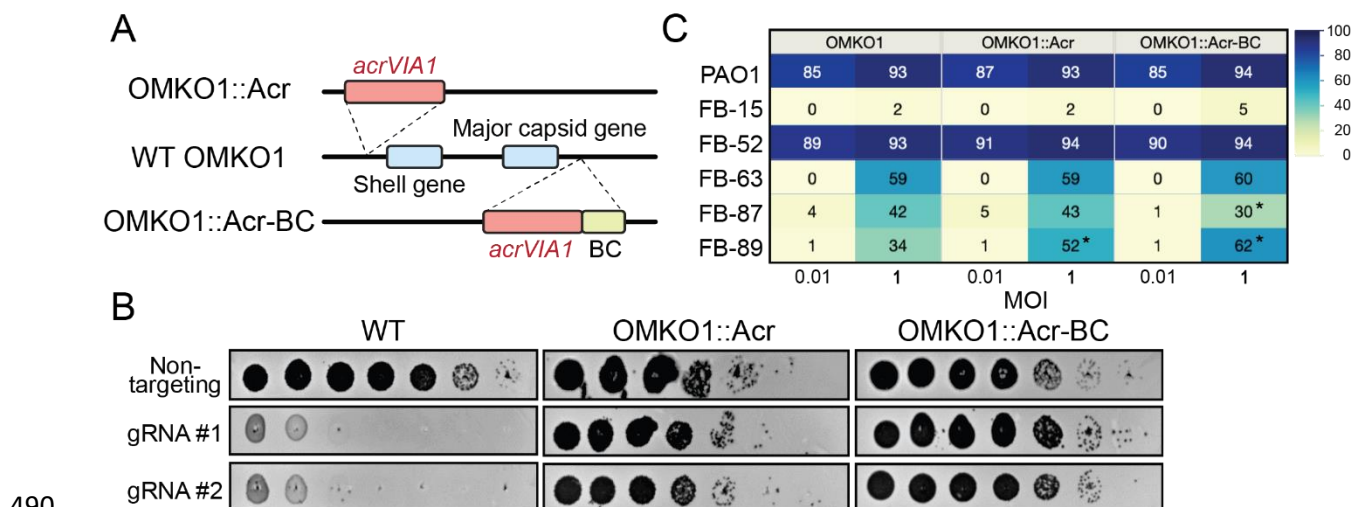 A
OMKO1::Acr
acrVIA1
WT OMKO1
Major capsid gene
Shell gene
OMKO1::Acr-BC
acrVIA1 BC
C
OMKO1 OMKO1::Acr OMKO1::Acr-BC
PAO1 85 93 87 93 85 94
FB-15 0 2 0 2 0 5
FB-52 89 93 91 94 90 94
FB-63 0 59 0 59 0 60
FB-87 4 42 5 43 1 30*
FB-89 1 34 1 52* 1 62*
0.01 1 0.01 1 0.01 1
MOI
100
80
60
40
20
0
B
WT OMKO1::Acr OMKO1::Acr-BC
Non-
targeting
gRNA #1
gRNA #2